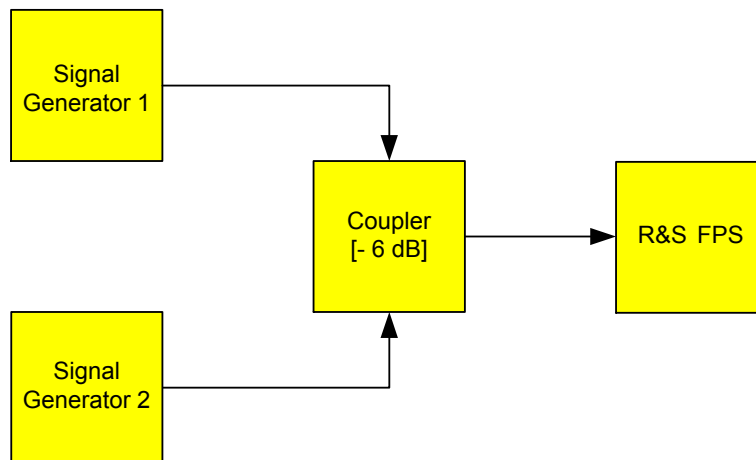 Signal
Generator 1
Coupler
[- 6 dB]
R&S FPS
Signal
Generator 2